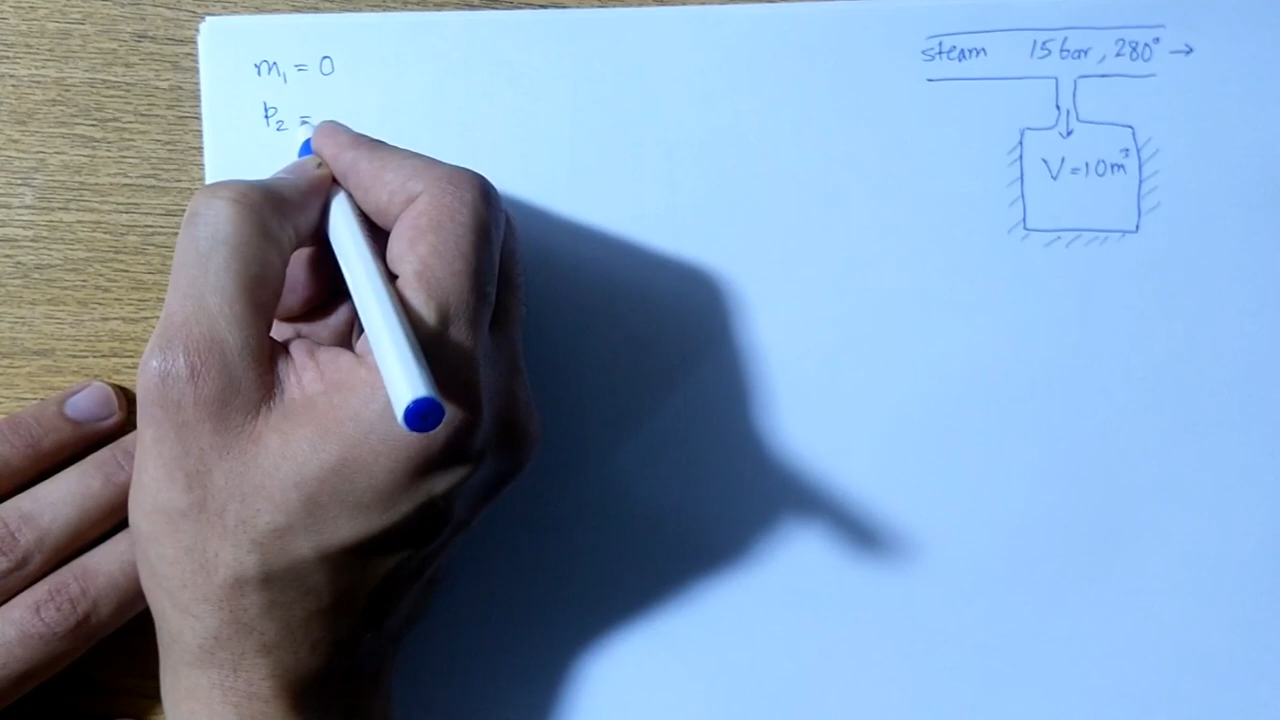 m₁ = 0
p₂ =
steam 15 bar, 280° →
V = 10 m³